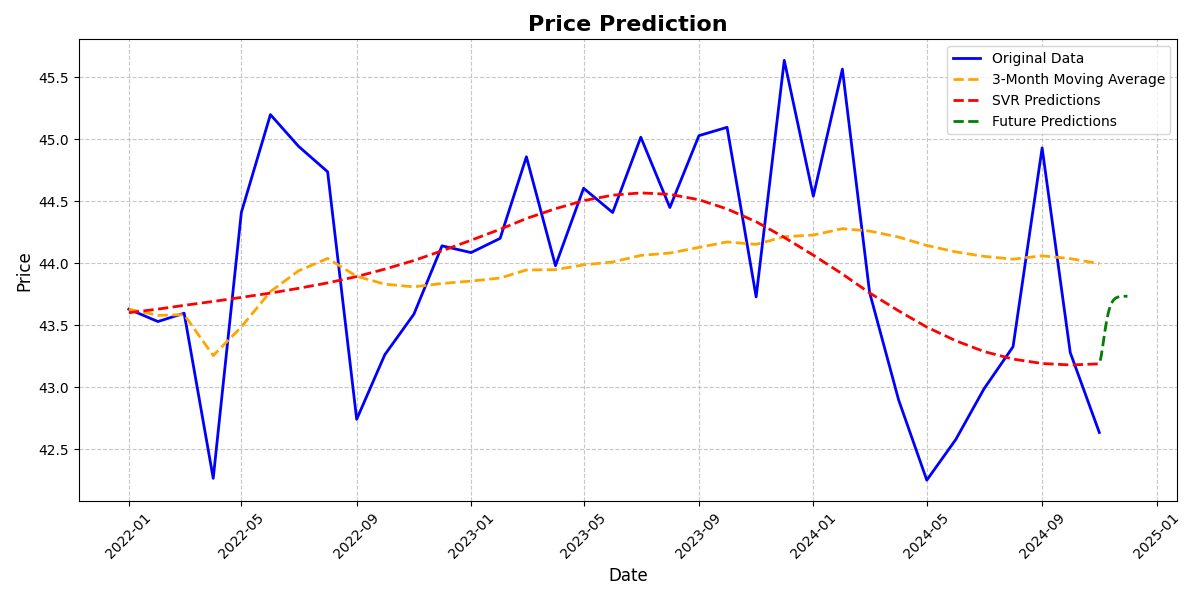 Price Prediction
Original Data
3-Month Moving Average
SVR Predictions
Future Predictions
Price
45.5
45.0
44.5
44.0
43.5
43.0
42.5
2022-01
2022-05
2022-09
2023-01
2023-05
2023-09
2024-01
2024-05
2024-09
2025-01
Date